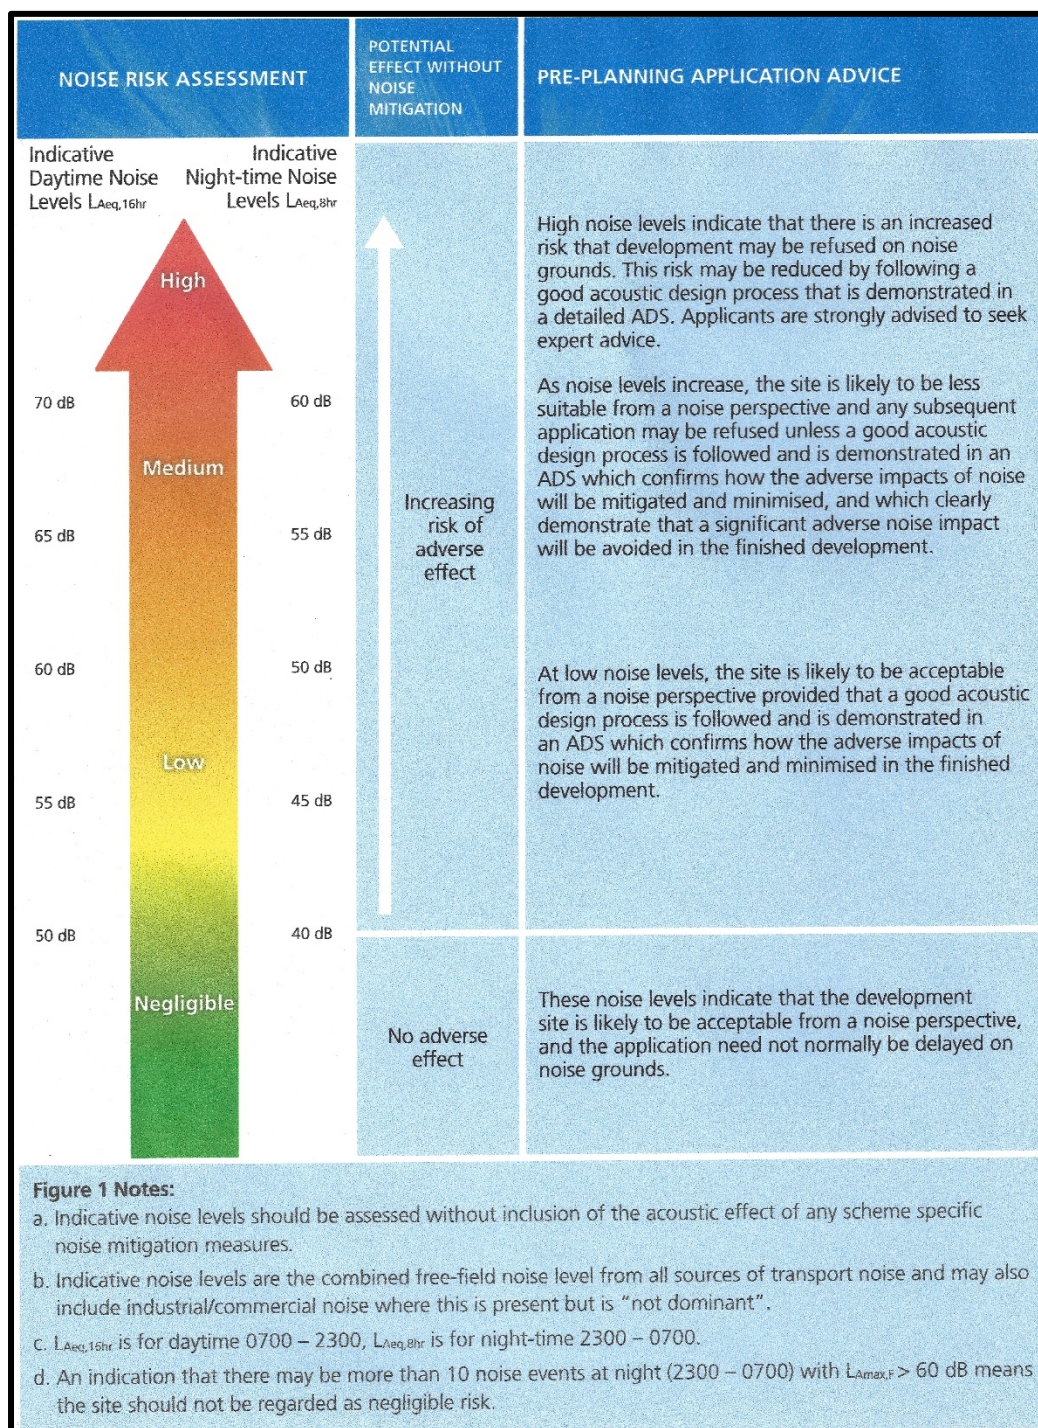 NOISE RISK ASSESSMENT
POTENTIAL
EFFECT WITHOUT
NOISE
MITIGATION
PRE-PLANNING APPLICATION ADVICE
Indicative
Daytime Noise
Levels LAeq,16hr
Indicative
Night-time Noise
Levels LAeq,8hr
High
70 dB
60 dB
Medium
65 dB
55 dB
60 dB
50 dB
Low
55 dB
45 dB
50 dB
40 dB
Negligible
Increasing
risk of
adverse
effect
No adverse
effect
High noise levels indicate that there is an increased
risk that development may be refused on noise
grounds. This risk may be reduced by following a
good acoustic design process that is demonstrated in
a detailed ADS. Applicants are strongly advised to seek
expert advice.
As noise levels increase, the site is likely to be less
suitable from a noise perspective and any subsequent
application may be refused unless a good acoustic
design process is followed and is demonstrated in an
ADS which confirms how the adverse impacts of noise
will be mitigated and minimised, and which clearly
demonstrate that a significant adverse noise impact
will be avoided in the finished development.
At low noise levels, the site is likely to be acceptable
from a noise perspective provided that a good acoustic
design process is followed and is demonstrated in
an ADS which confirms how the adverse impacts of
noise will be mitigated and minimised in the finished
development.
These noise levels indicate that the development
site is likely to be acceptable from a noise perspective,
and the application need not normally be delayed on
noise grounds.
Figure 1 Notes:
a. Indicative noise levels should be assessed without inclusion of the acoustic effect of any scheme specific
noise mitigation measures.
b. Indicative noise levels are the combined free-field noise level from all sources of transport noise and may also
include industrial/commercial noise where this is present but is “not dominant”.
c. LAeq,16hr is for daytime 0700 – 2300, LAeq,8hr is for night-time 2300 – 0700.
d. An indication that there may be more than 10 noise events at night (2300 – 0700) with LAmax,F > 60 dB means
the site should not be regarded as negligible risk.